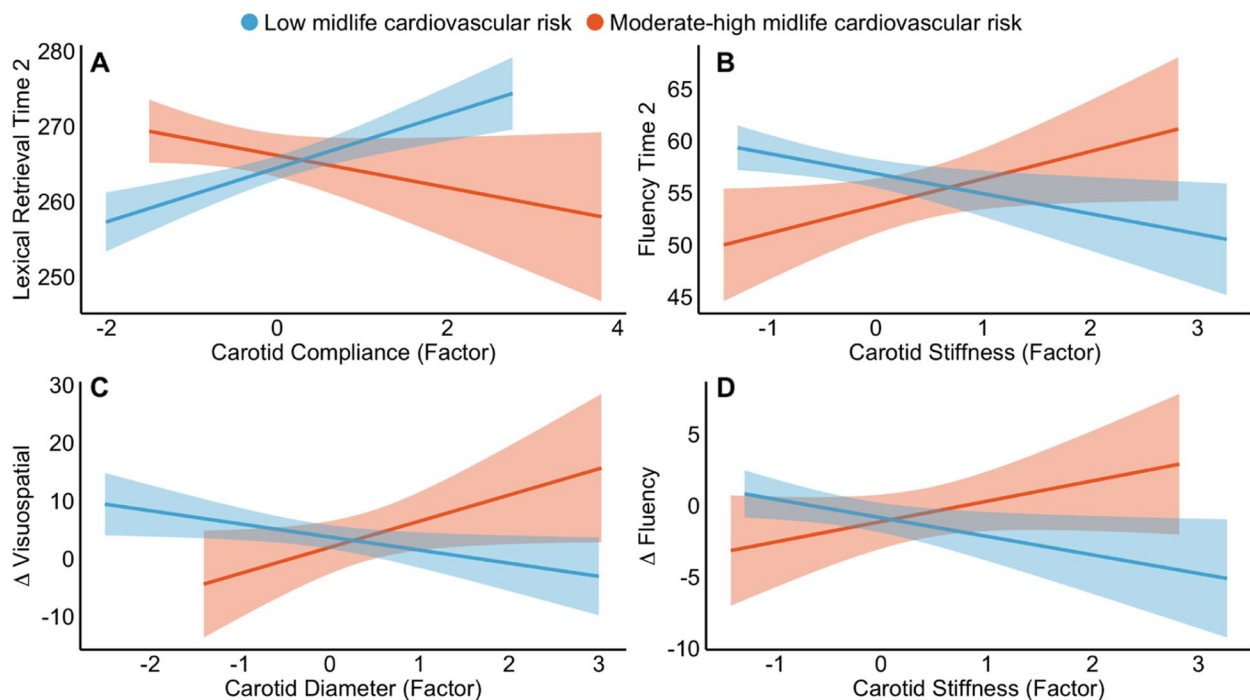 Low midlife cardiovascular risk Moderate-high midlife cardiovascular risk
A
Lexical Retrieval Time 2
280
270
260
250
-2 0 2 4
Carotid Compliance (Factor)
B
Fluency Time 2
65
60
55
50
45
-1 0 1 2 3
Carotid Stiffness (Factor)
C
Δ Visuospatial
30
20
10
0
-10
-2 -1 0 1 2 3
Carotid Diameter (Factor)
D
Δ Fluency
5
0
-5
-10
-1 0 1 2 3
Carotid Stiffness (Factor)